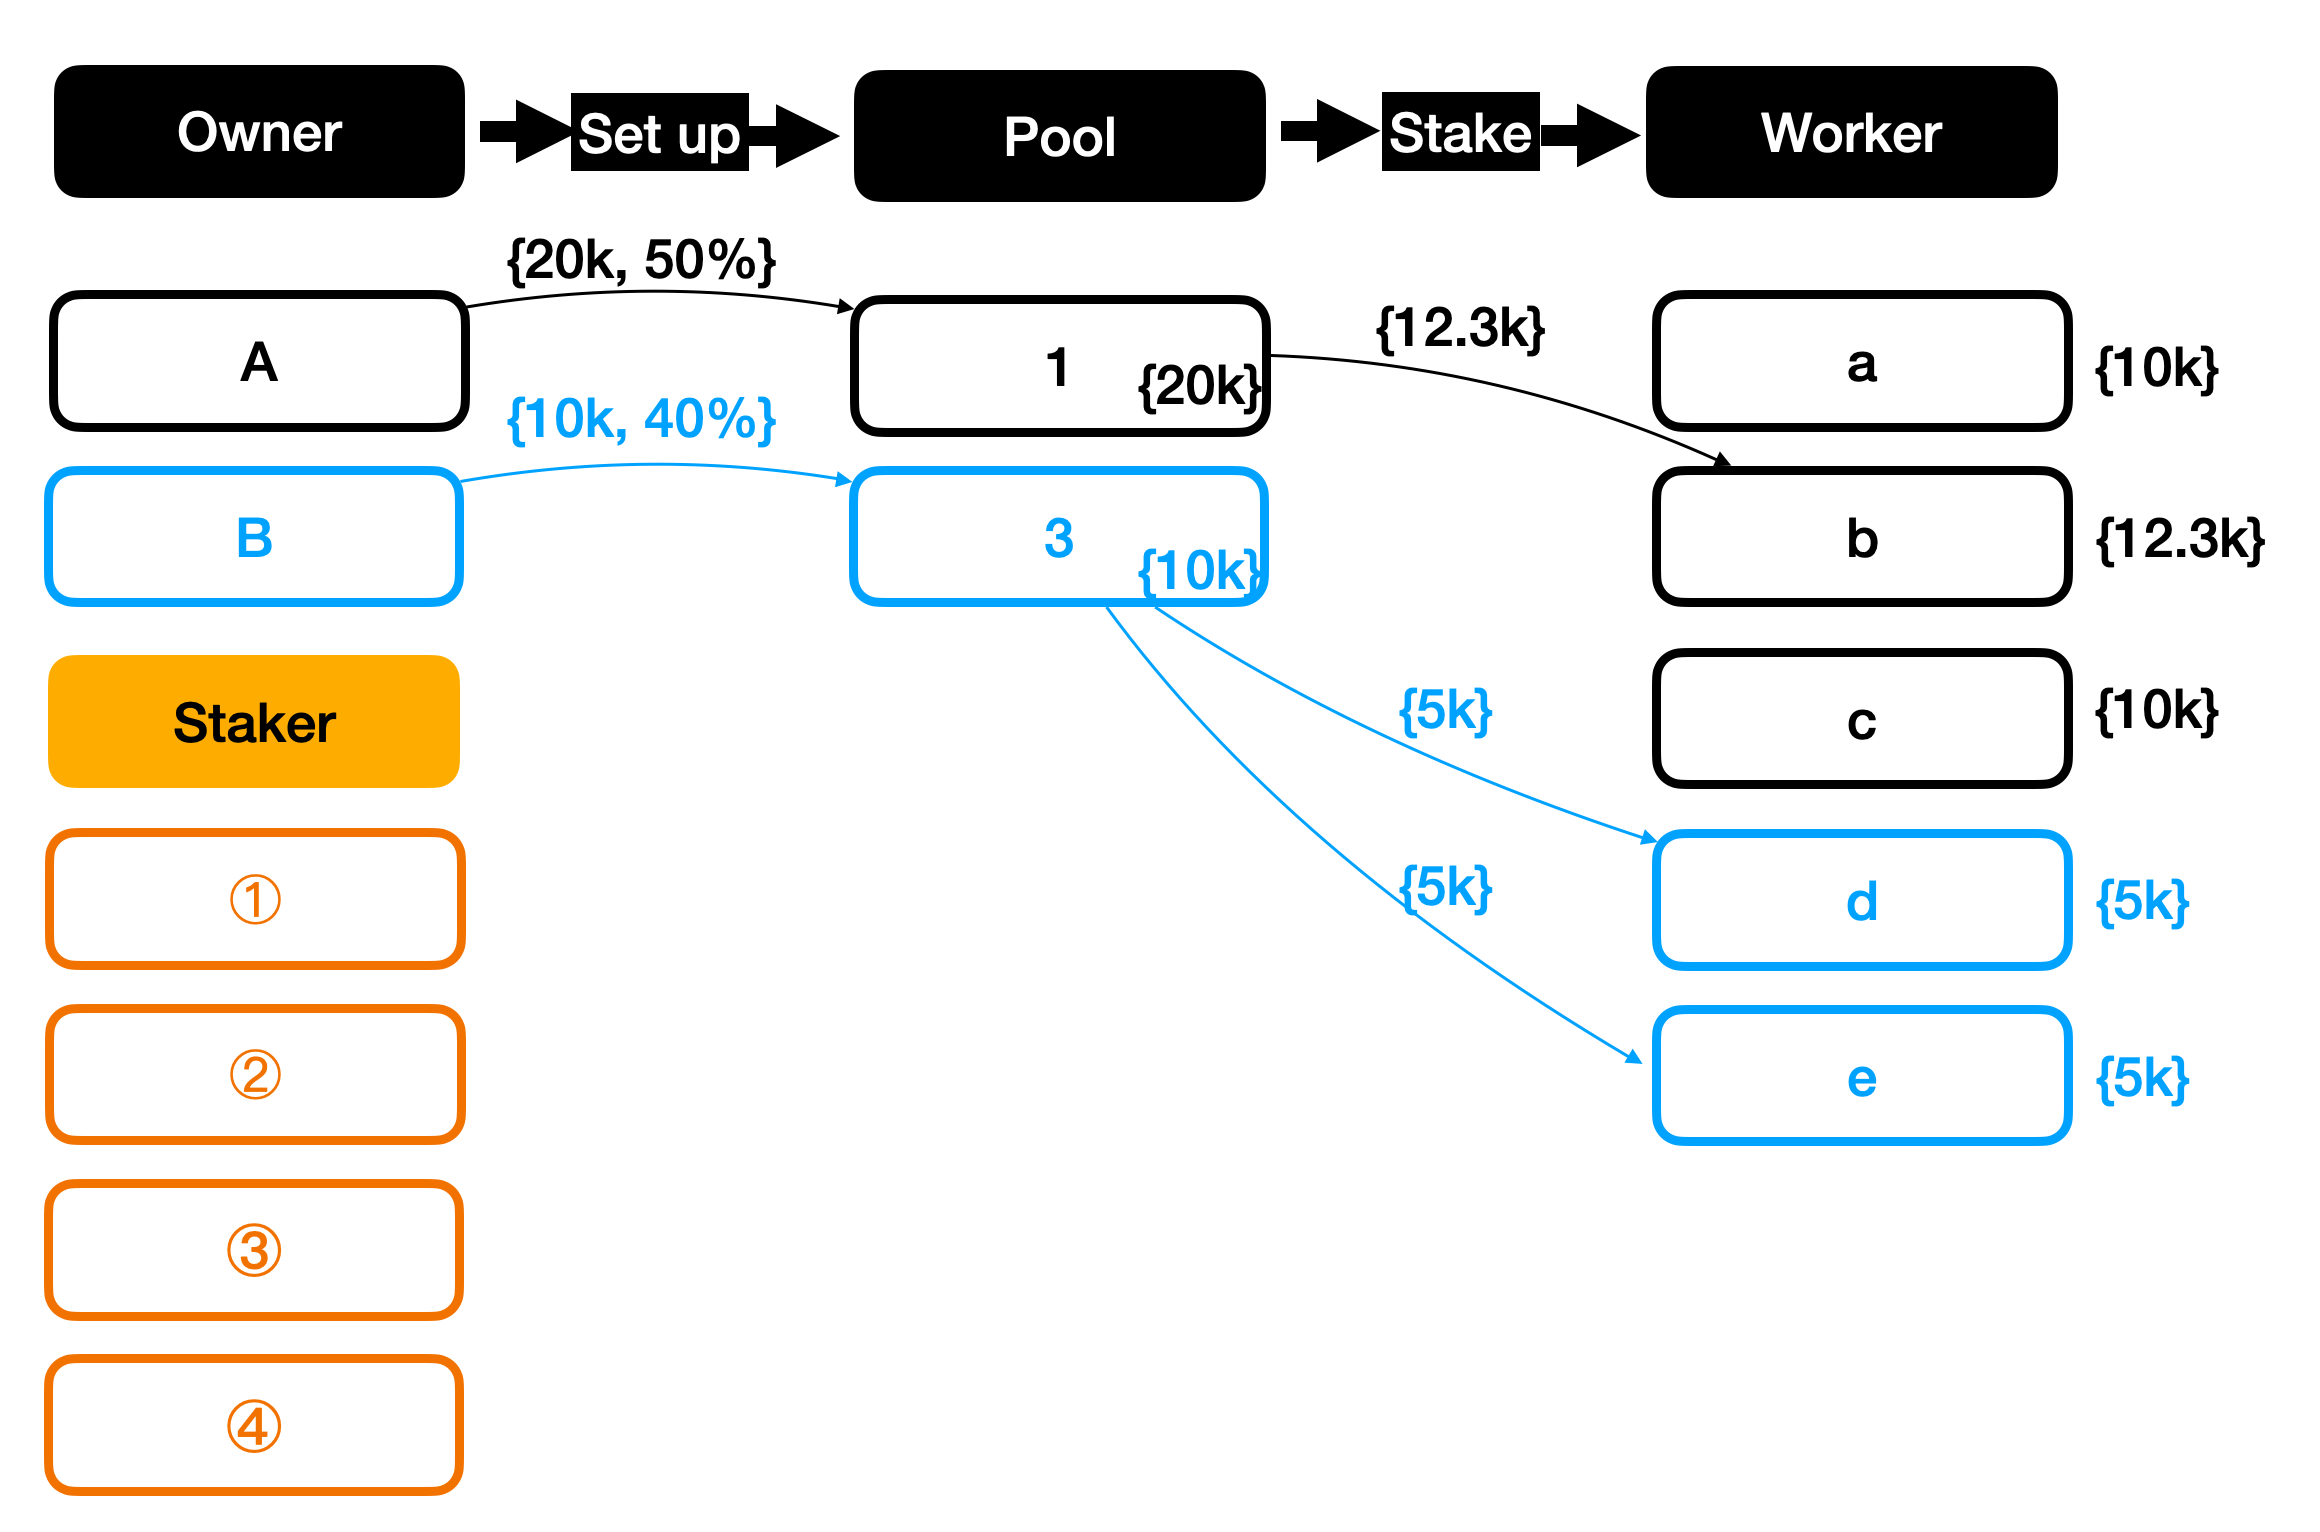 Owner
Set up
Pool
Stake
Worker
{20k, 50%}
A
1
{20k}
{12.3k}
a
{10k}
{10k, 40%}
B
3
{10k}
b
{12.3k}
Staker
{5k}
c
{10k}
①
{5k}
d
{5k}
②
e
{5k}
③
④